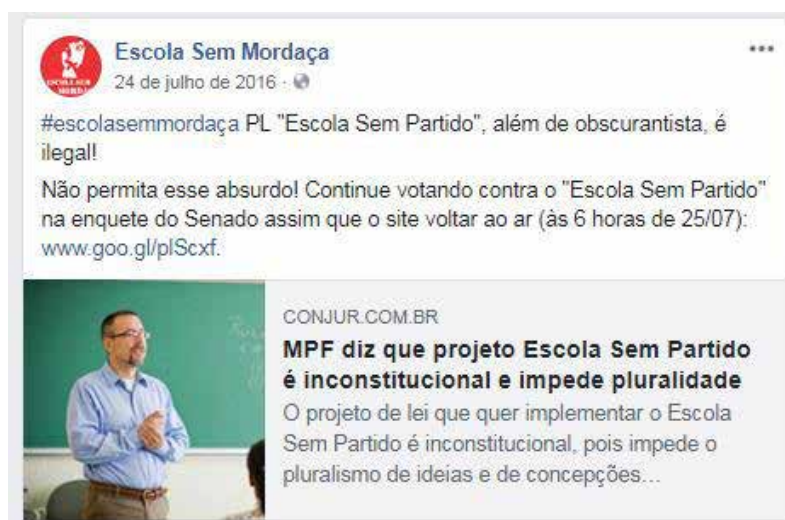 Escola Sem Mordaça
24 de julho de 2016 ·
#escolasemmordaça PL "Escola Sem Partido", além de obscurantista, é
ilegal!
Não permita esse absurdo! Continue votando contra o "Escola Sem Partido"
na enquete do Senado assim que o site voltar ao ar (às 6 horas de 25/07):
www.goo.gl/plScxf.
CONJUR.COM.BR
MPF diz que projeto Escola Sem Partido
é inconstitucional e impede pluralidade
O projeto de lei que quer implementar o Escola
Sem Partido é inconstitucional, pois impede o
pluralismo de ideias e de concepções...